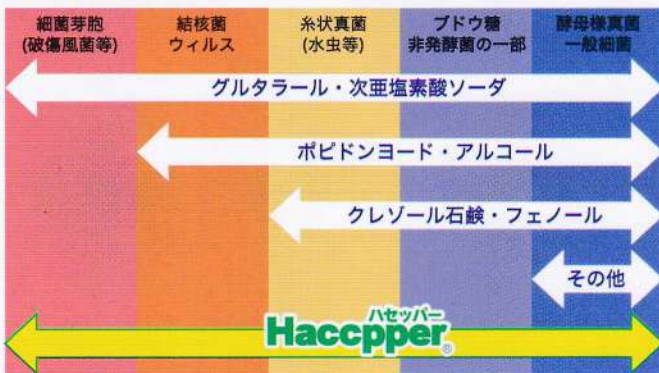 細菌芽胞
(破傷風菌等)
結核菌
ウィルス
糸状真菌
(水虫等)
ブドウ糖
非発酵菌の一部
酵母様真菌
一般細菌
グルタラール・次亜塩素酸ソーダ
ポピドンヨード・アルコール
クレゾール石鹸・フェノール
その他
ハセッパー
Haccpper®